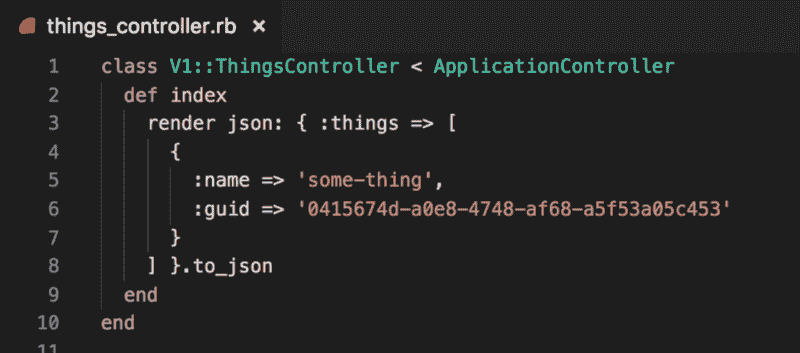 things_controller.rb ×
1 class V1::ThingsController < ApplicationController
2 def index
3 render json: { :things => [
4 {
5 :name => 'some-thing',
6 :guid => '0415674d-a0e8-4748-af68-a5f53a05c453'
7 }
8 ] }.to_json
9 end
10 end
11